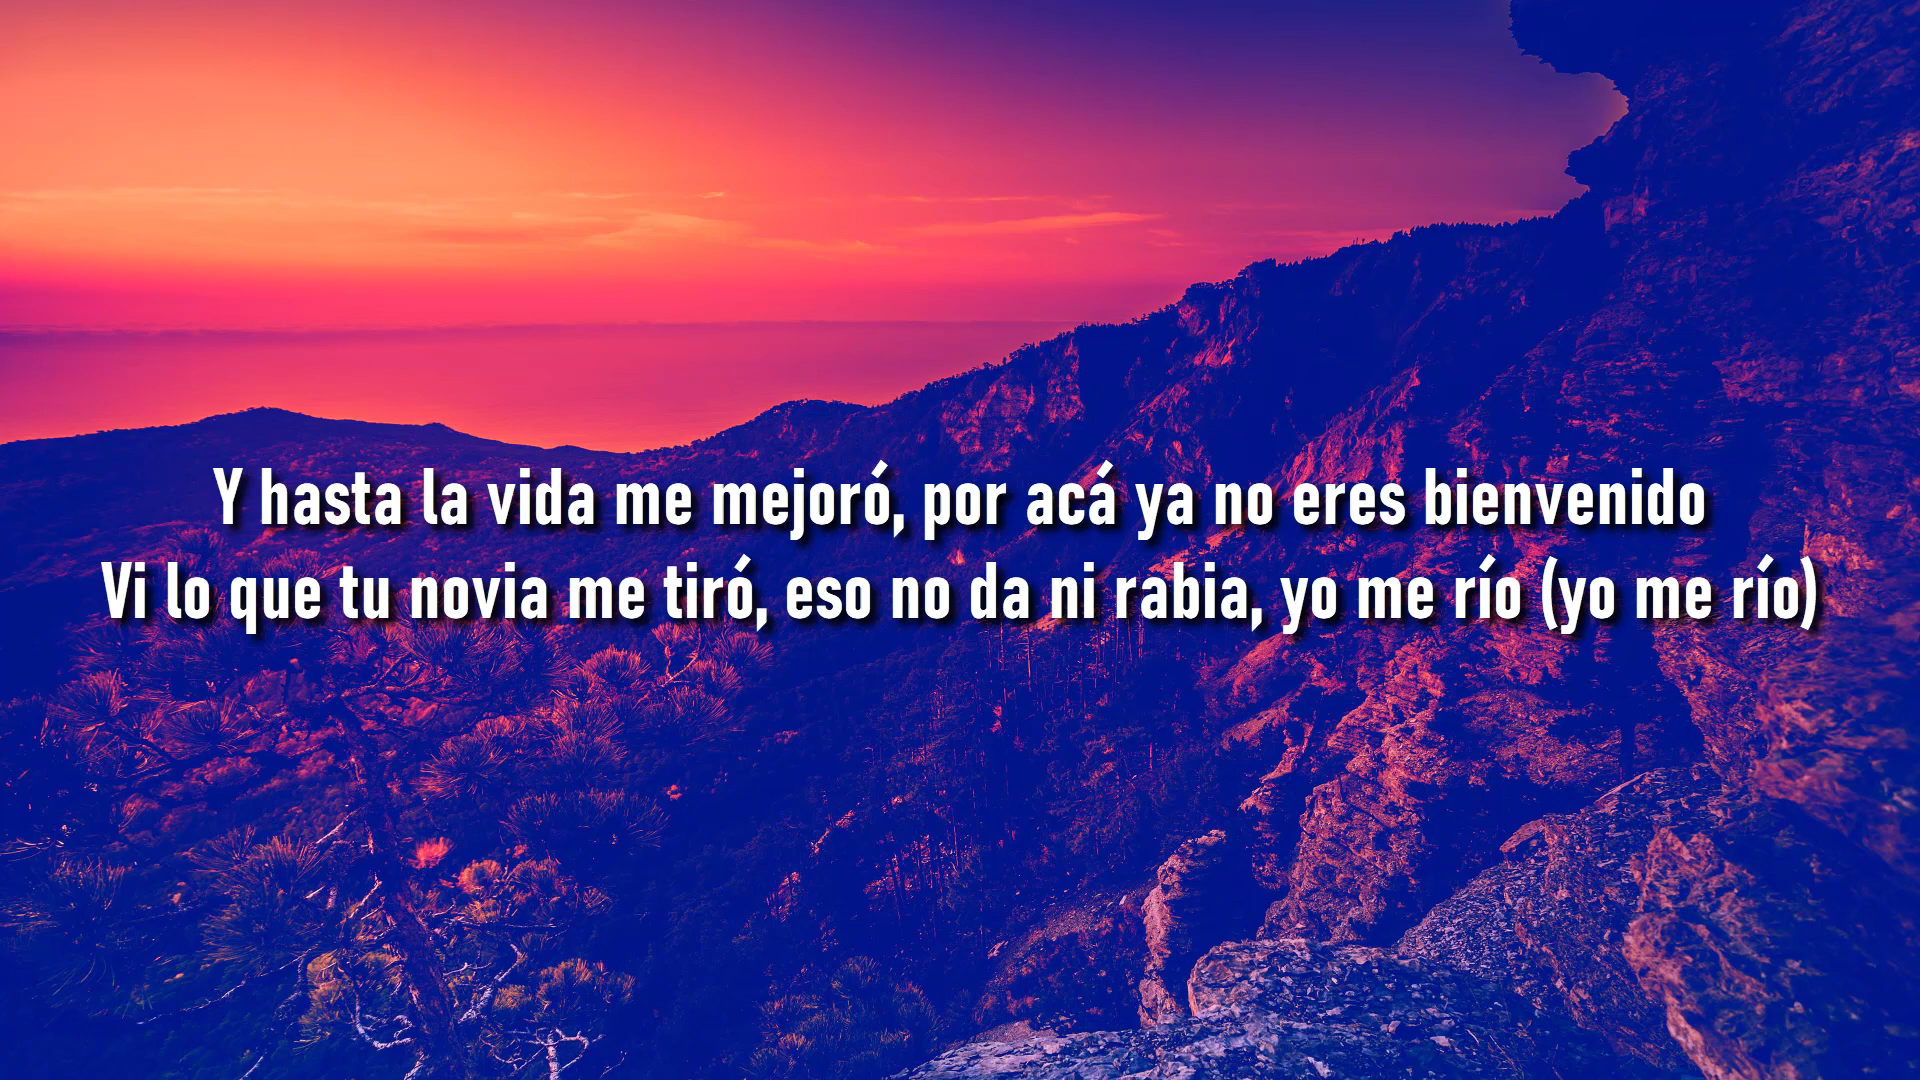 Y hasta la vida me mejoró, por acá ya no eres bienvenido
Vi lo que tu novia me tiró, eso no da ni rabia, yo me río (yo me río)